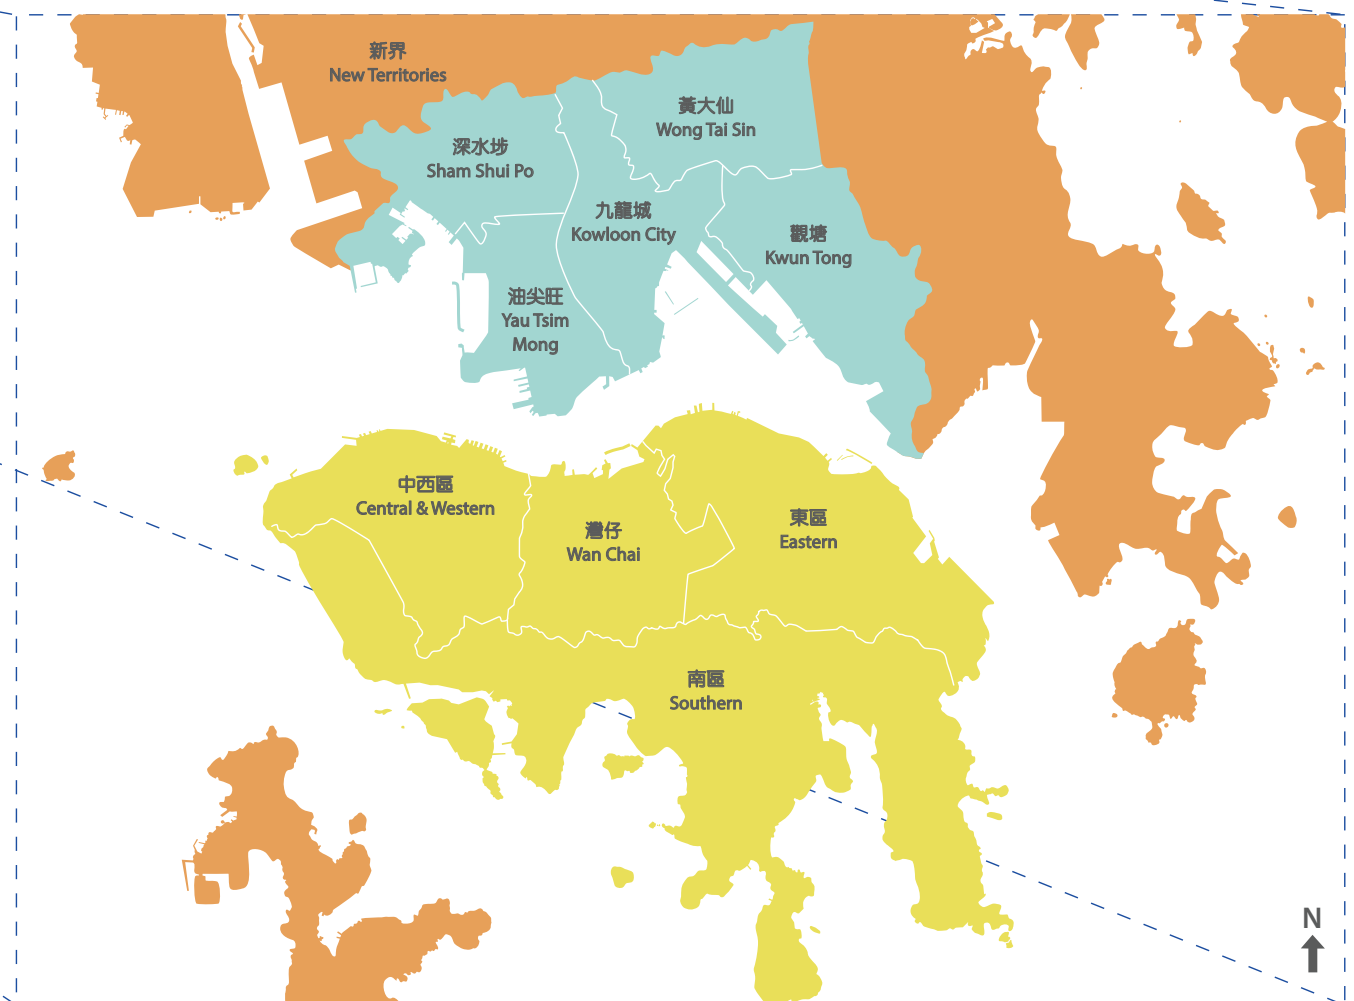 新界
New Territories
黃大仙
Wong Tai Sin
深水埗
Sham Shui Po
九龍城
Kowloon City
觀塘
Kwun Tong
油尖旺
Yau Tsim
Mong
中西區
Central & Western
灣仔
Wan Chai
東區
Eastern
南區
Southern
N